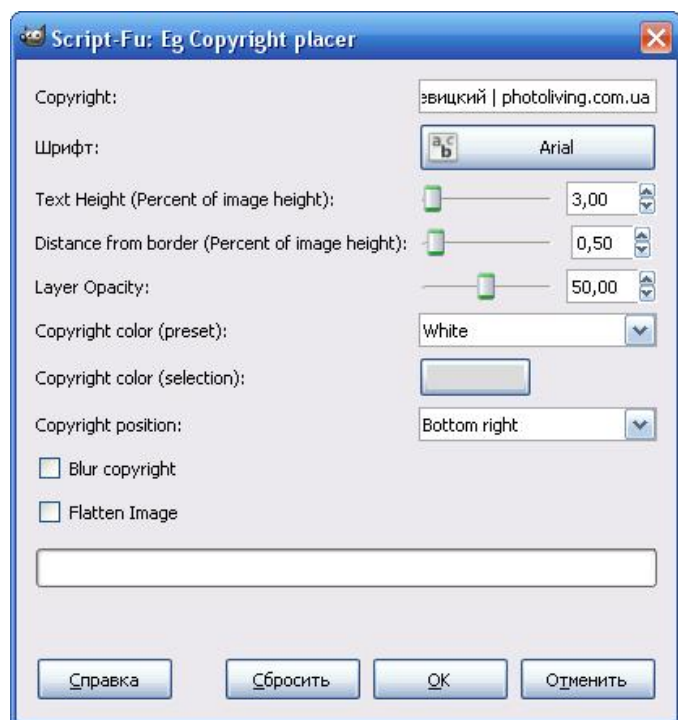 Script-Fu: Eg Copyright placer
Copyright: евицкий | photoliving.com.ua
Шрифт: Arial
Text Height (Percent of image height): 3,00
Distance from border (Percent of image height): 0,50
Layer Opacity: 50,00
Copyright color (preset): White
Copyright color (selection):
Copyright position: Bottom right
Blur copyright
Flatten Image
Справка Сбросить OK Отменить